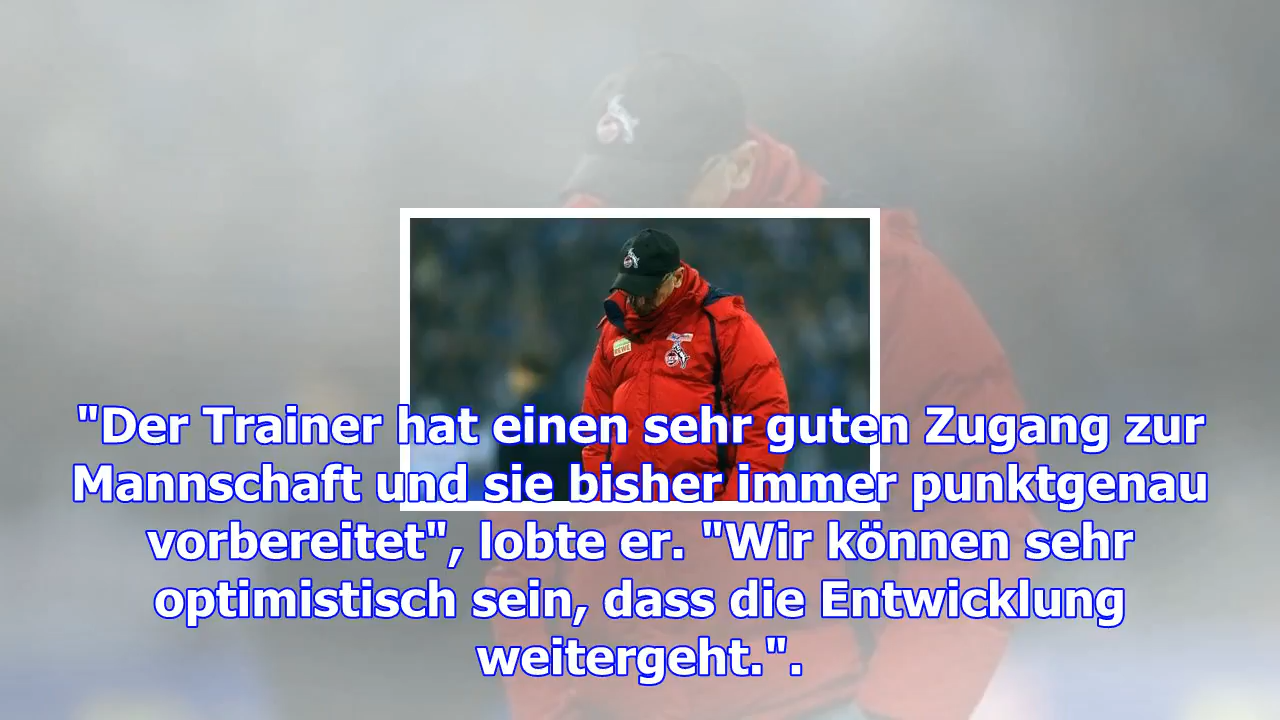 "Der Trainer hat einen sehr guten Zugang zur
Mannschaft und sie bisher immer punktgenau
vorbereitet", lobte er. "Wir können sehr
optimistisch sein, dass die Entwicklung
weitergeht.".
REWE